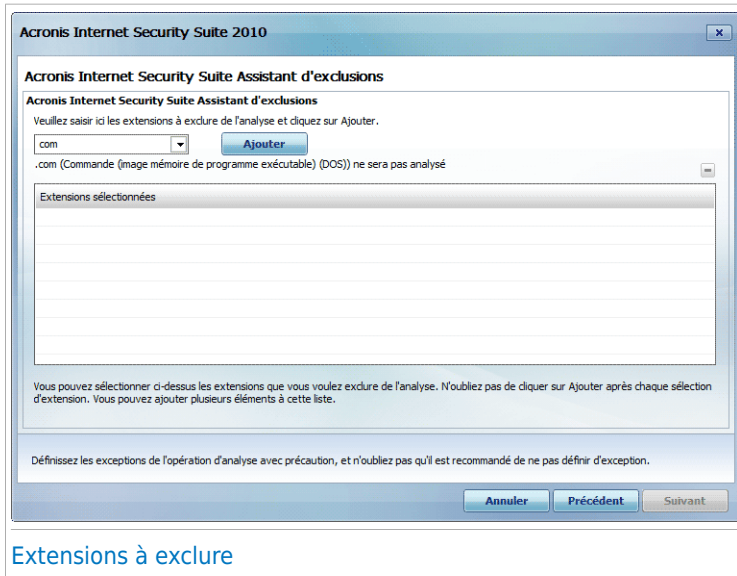 Acronis Internet Security Suite 2010
Acronis Internet Security Suite Assistant d'exclusions
Acronis Internet Security Suite Assistant d'exclusions
Veuillez saisir ici les extensions à exclure de l'analyse et cliquez sur Ajouter.
com
Ajouter
.com (Commande (image mémoire de programme exécutable) (DOS)) ne sera pas analysé
Extensions sélectionnées
Vous pouvez sélectionner ci-dessus les extensions que vous voulez exclure de l'analyse. N'oubliez pas de cliquer sur Ajouter après chaque sélection
d'extension. Vous pouvez ajouter plusieurs éléments à cette liste.
Définissez les exceptions de l'opération d'analyse avec précaution, et n'oubliez pas qu'il est recommandé de ne pas définir d'exception.
Annuler
Précédent
Suivant
Extensions à exclure